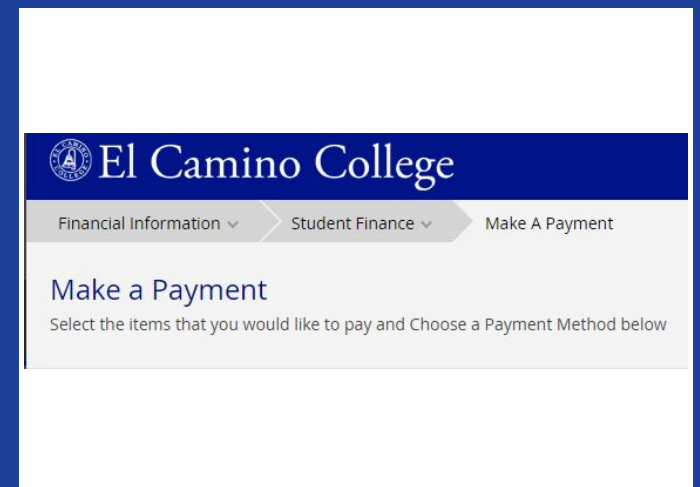 El Camino College
Financial Information Student Finance Make A Payment
Make a Payment
Select the items that you would like to pay and Choose a Payment Method below